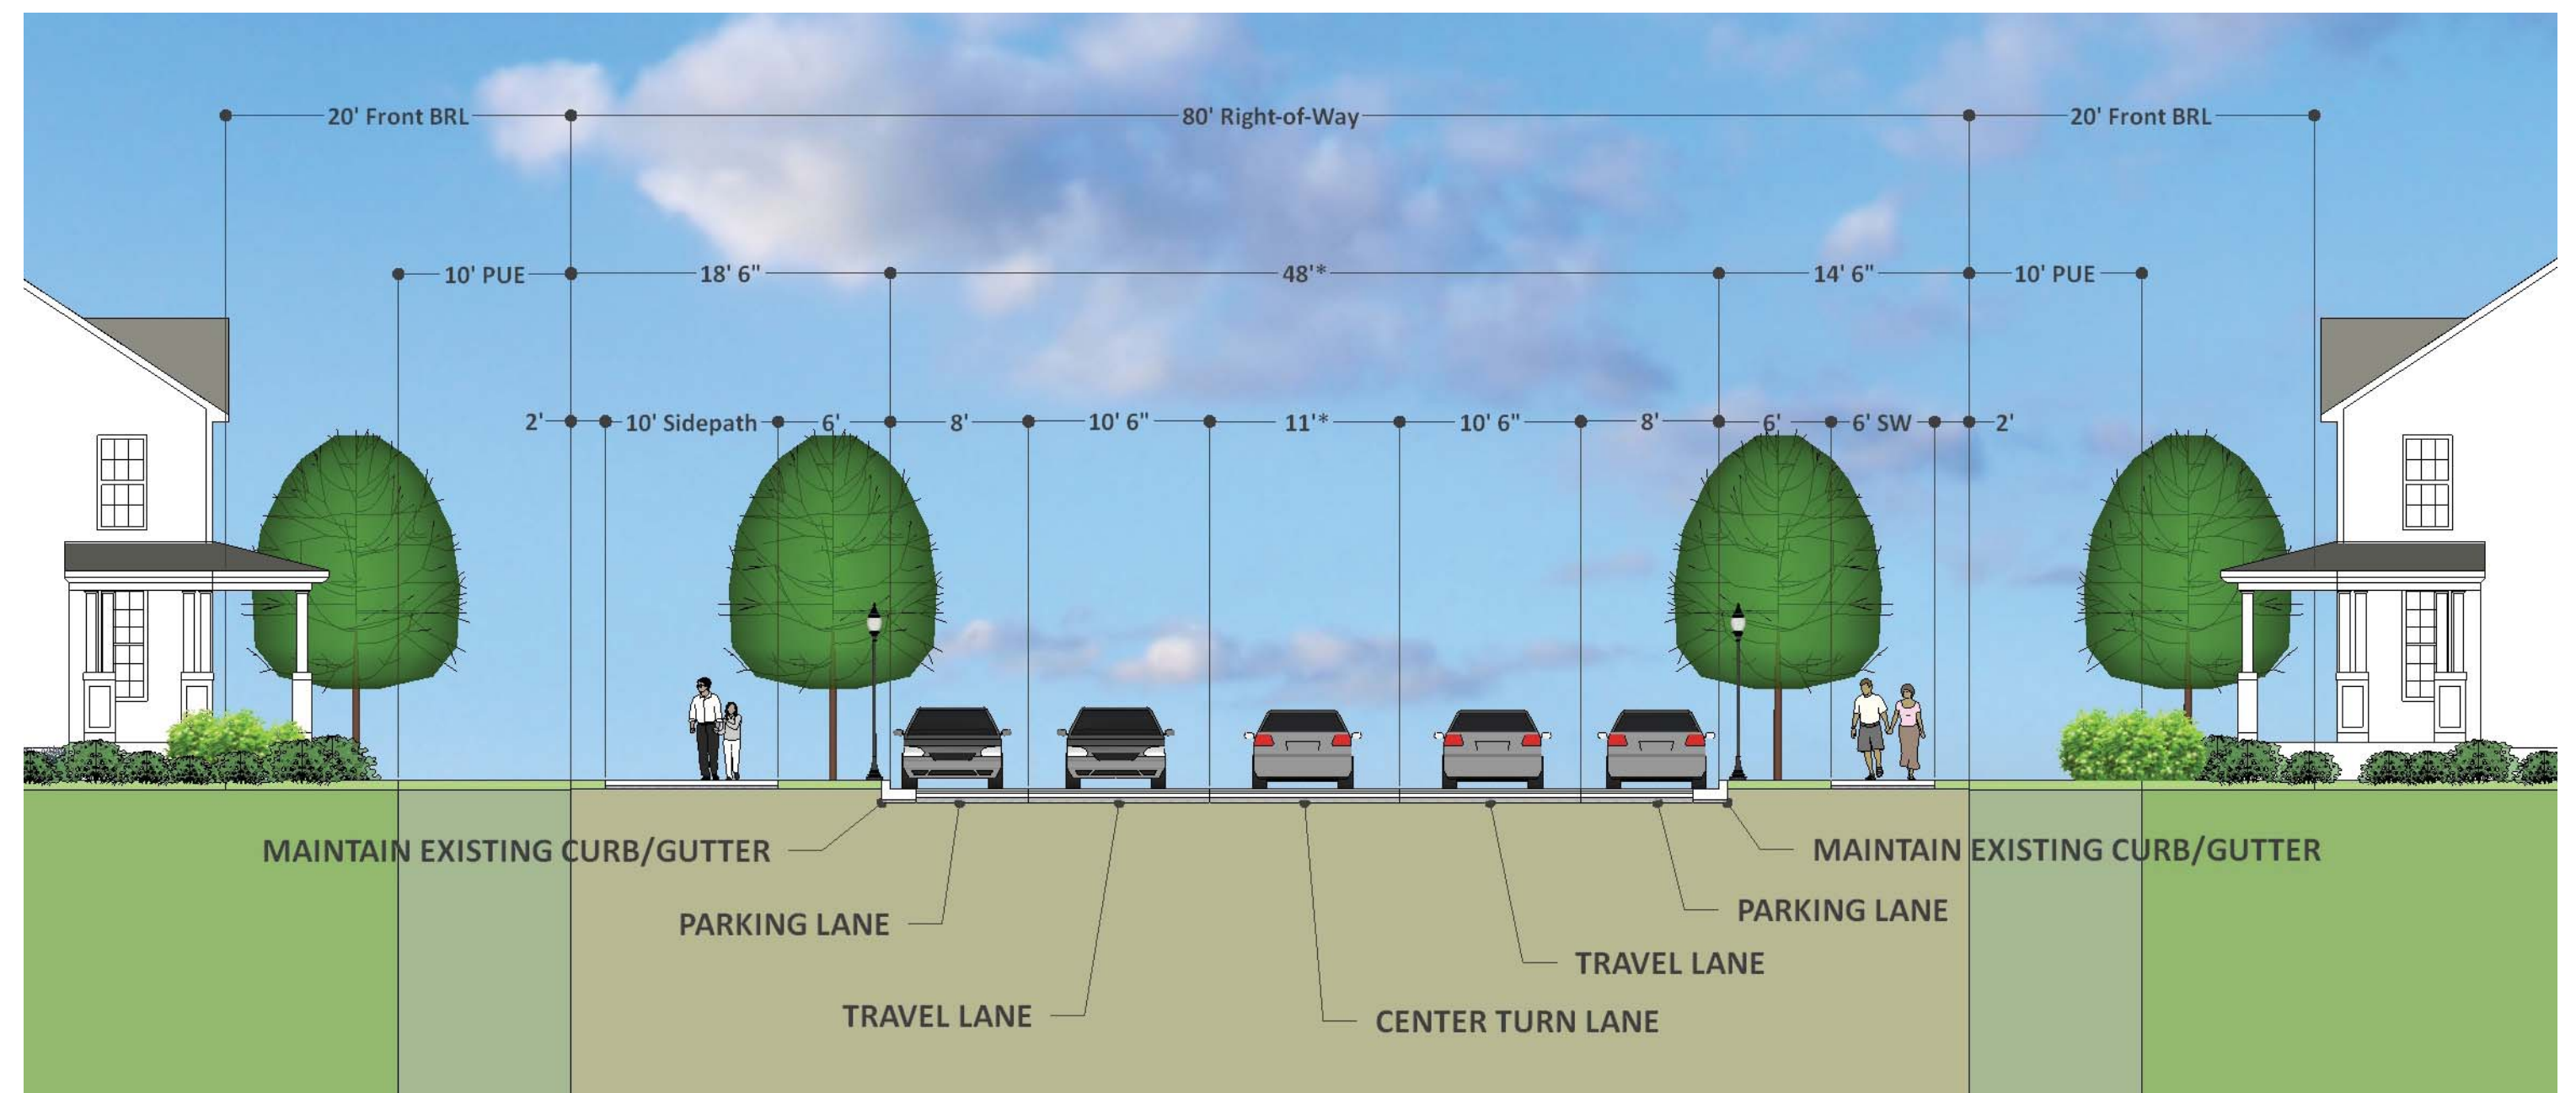 20' Front BRL
80' Right-of-Way
20' Front BRL
10' PUE
18' 6"
48'*
14' 6"
10' PUE
2'
10' Sidepath
6'
8'
10' 6"
11'*
10' 6"
8'
6'
6' SW
2'
MAINTAIN EXISTING CURB/GUTTER
MAINTAIN EXISTING CURB/GUTTER
PARKING LANE
PARKING LANE
TRAVEL LANE
TRAVEL LANE
CENTER TURN LANE